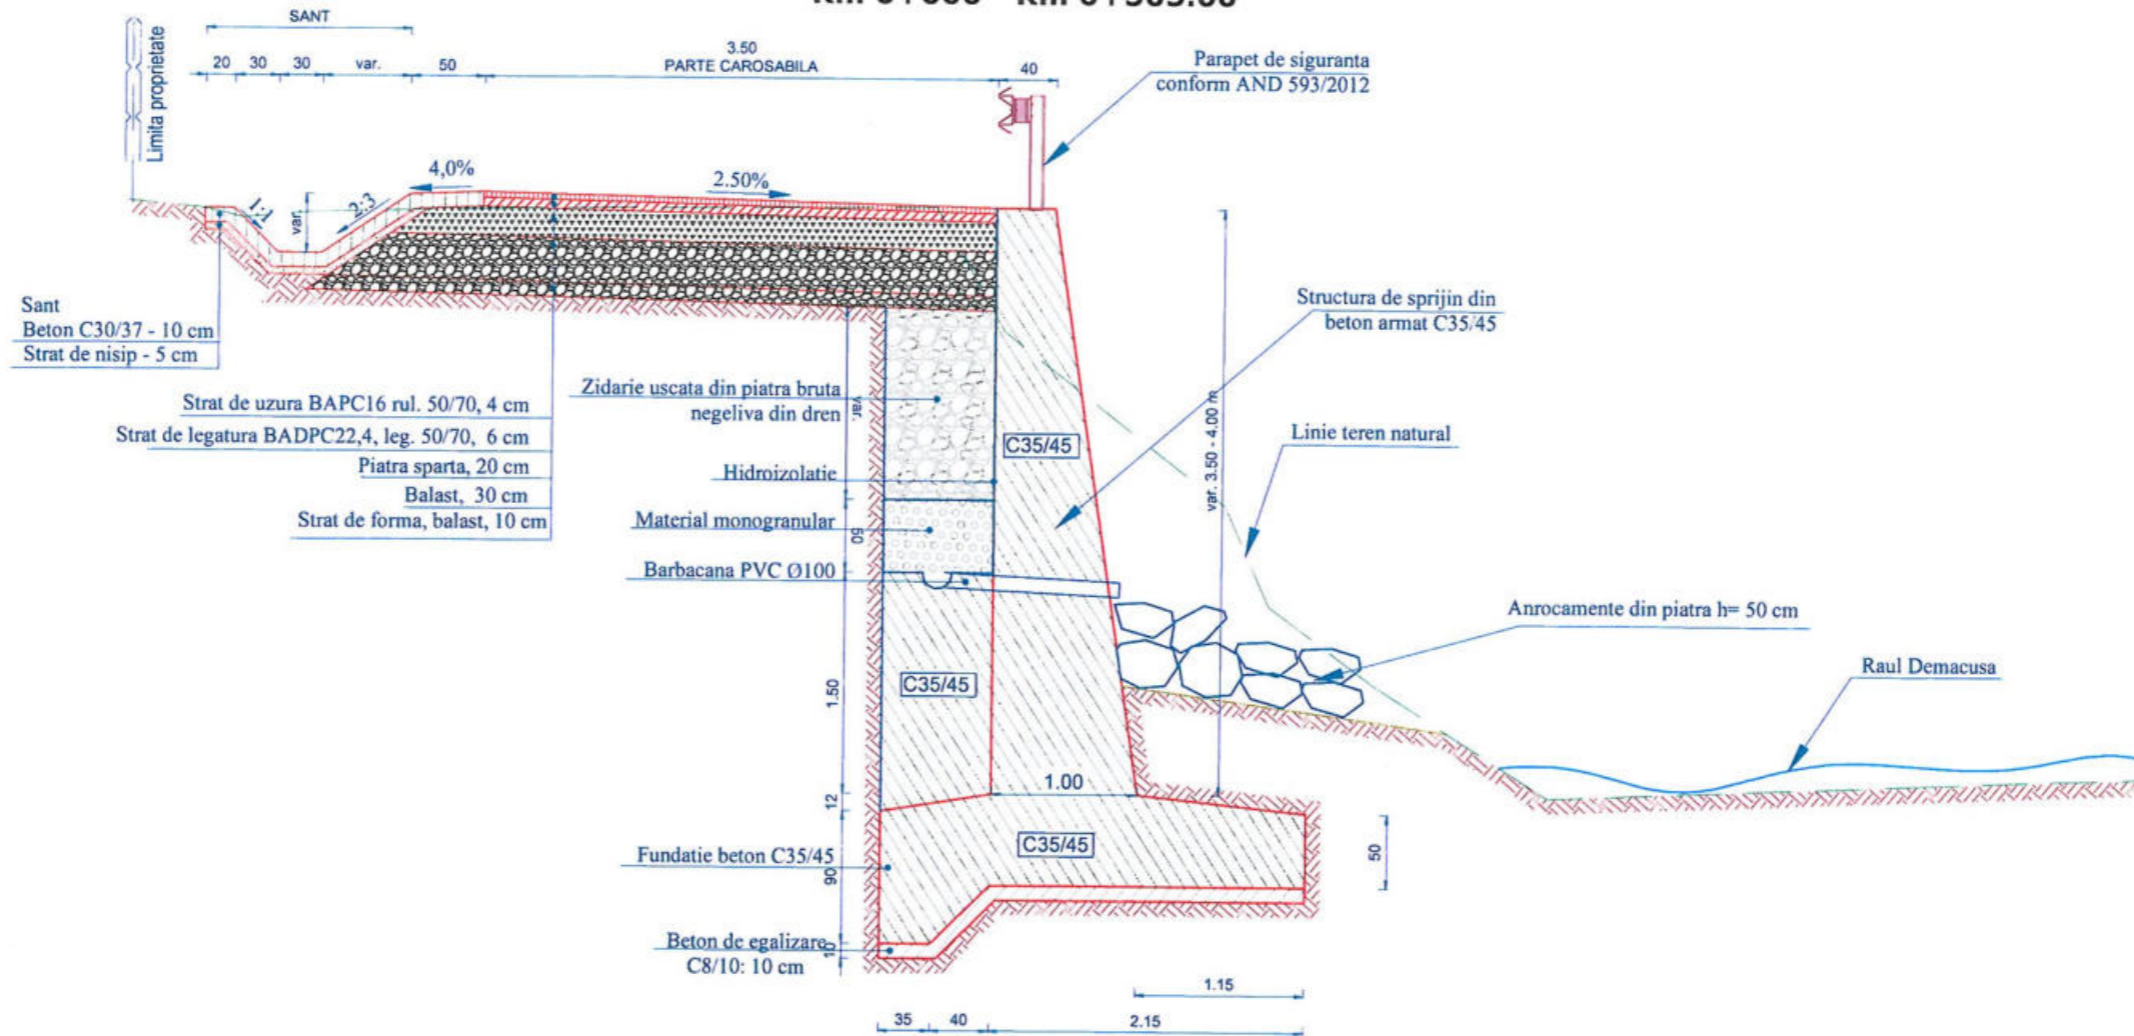 SANT
20 30 30 var. 50
3.50
PARTE CAROSABILA
40
Parapet de siguranta
conform AND 593/2012
Limita proprietate
4,0%
2.50%
1:1
var.
2:3
Sant
Beton C30/37 - 10 cm
Strat de nisip - 5 cm
Strat de uzura BAPC16 rul. 50/70, 4 cm
Strat de legatura BADPC22,4, leg. 50/70, 6 cm
Piatra sparta, 20 cm
Balast, 30 cm
Strat de forma, balast, 10 cm
Zidarie uscata din piatra bruta
negeliva din dren
var.
Hidroizolatie
Material monogranular
Barbacana PVC Ø100
C35/45
Structura de sprijin din
beton armat C35/45
var. 3.50 - 4.00 m
Linie teren natural
Anrocamente din piatra h= 50 cm
Raul Demacusa
C35/45
1.50
1.00
12
C35/45
Fundatie beton C35/45
90
50
Beton de egalizare
C8/10: 10 cm
10
1.15
35 40 2.15